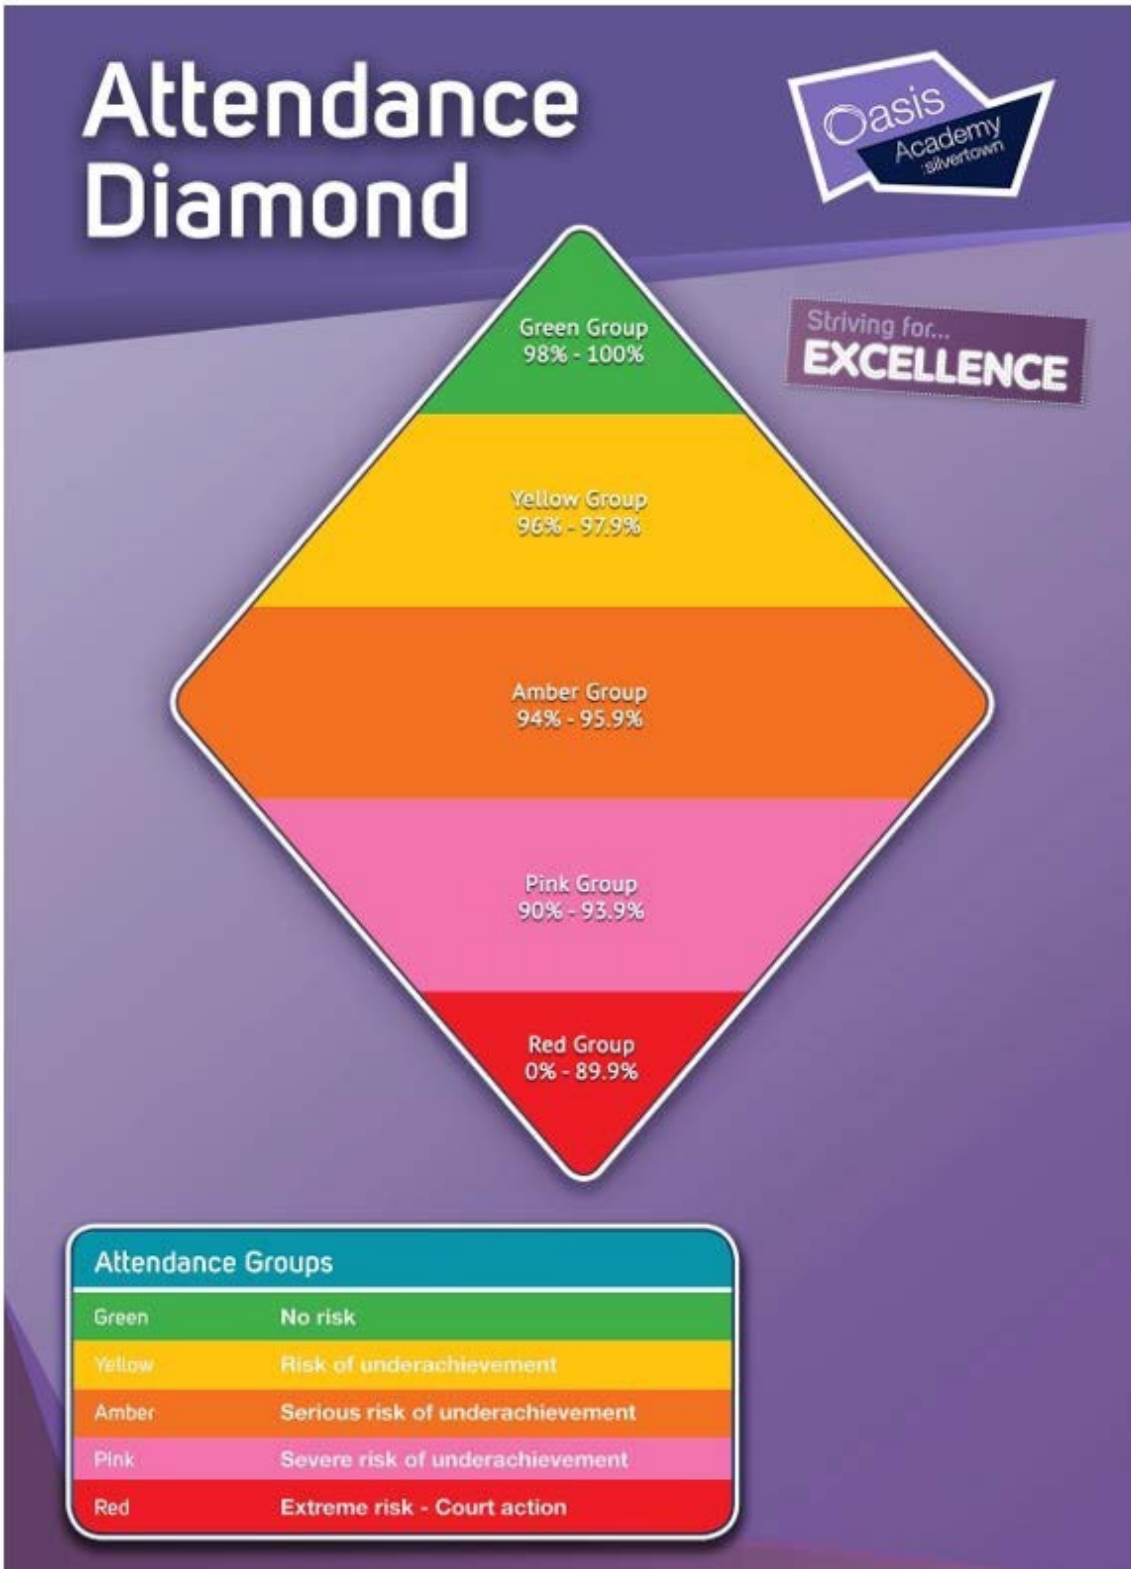 Attendance
Diamond
Oasis
Academy
:silvertown
Striving for...
EXCELLENCE
Green Group
98% - 100%
Yellow Group
96% - 97.9%
Amber Group
94% - 95.9%
Pink Group
90% - 93.9%
Red Group
0% - 89.9%
Attendance Groups
Green No risk
Yellow Risk of underachievement
Amber Serious risk of underachievement
Pink Severe risk of underachievement
Red Extreme risk - Court action